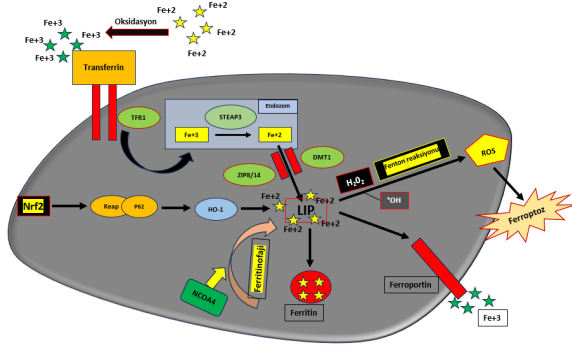 Oksidasyon
Fe+2
Fe+2
Fe+2
Fe+2
Fe+3
Fe+3
Fe+3
Fe+3
Transferrin
TFR1
Endezom
STEAP3
Fe+3
Fe+2
DMT1
ZIP8/14
Fenton reaksiyonu
ROS
H₂O₂
*OH
Ferroptoz
Nrf2
Keap
P62
HO-1
Fe+2
Fe+2
LIP
Fe+2
Fe+2
Ferritinofaji
NCOA4
Ferritin
Ferroportin
Fe+3